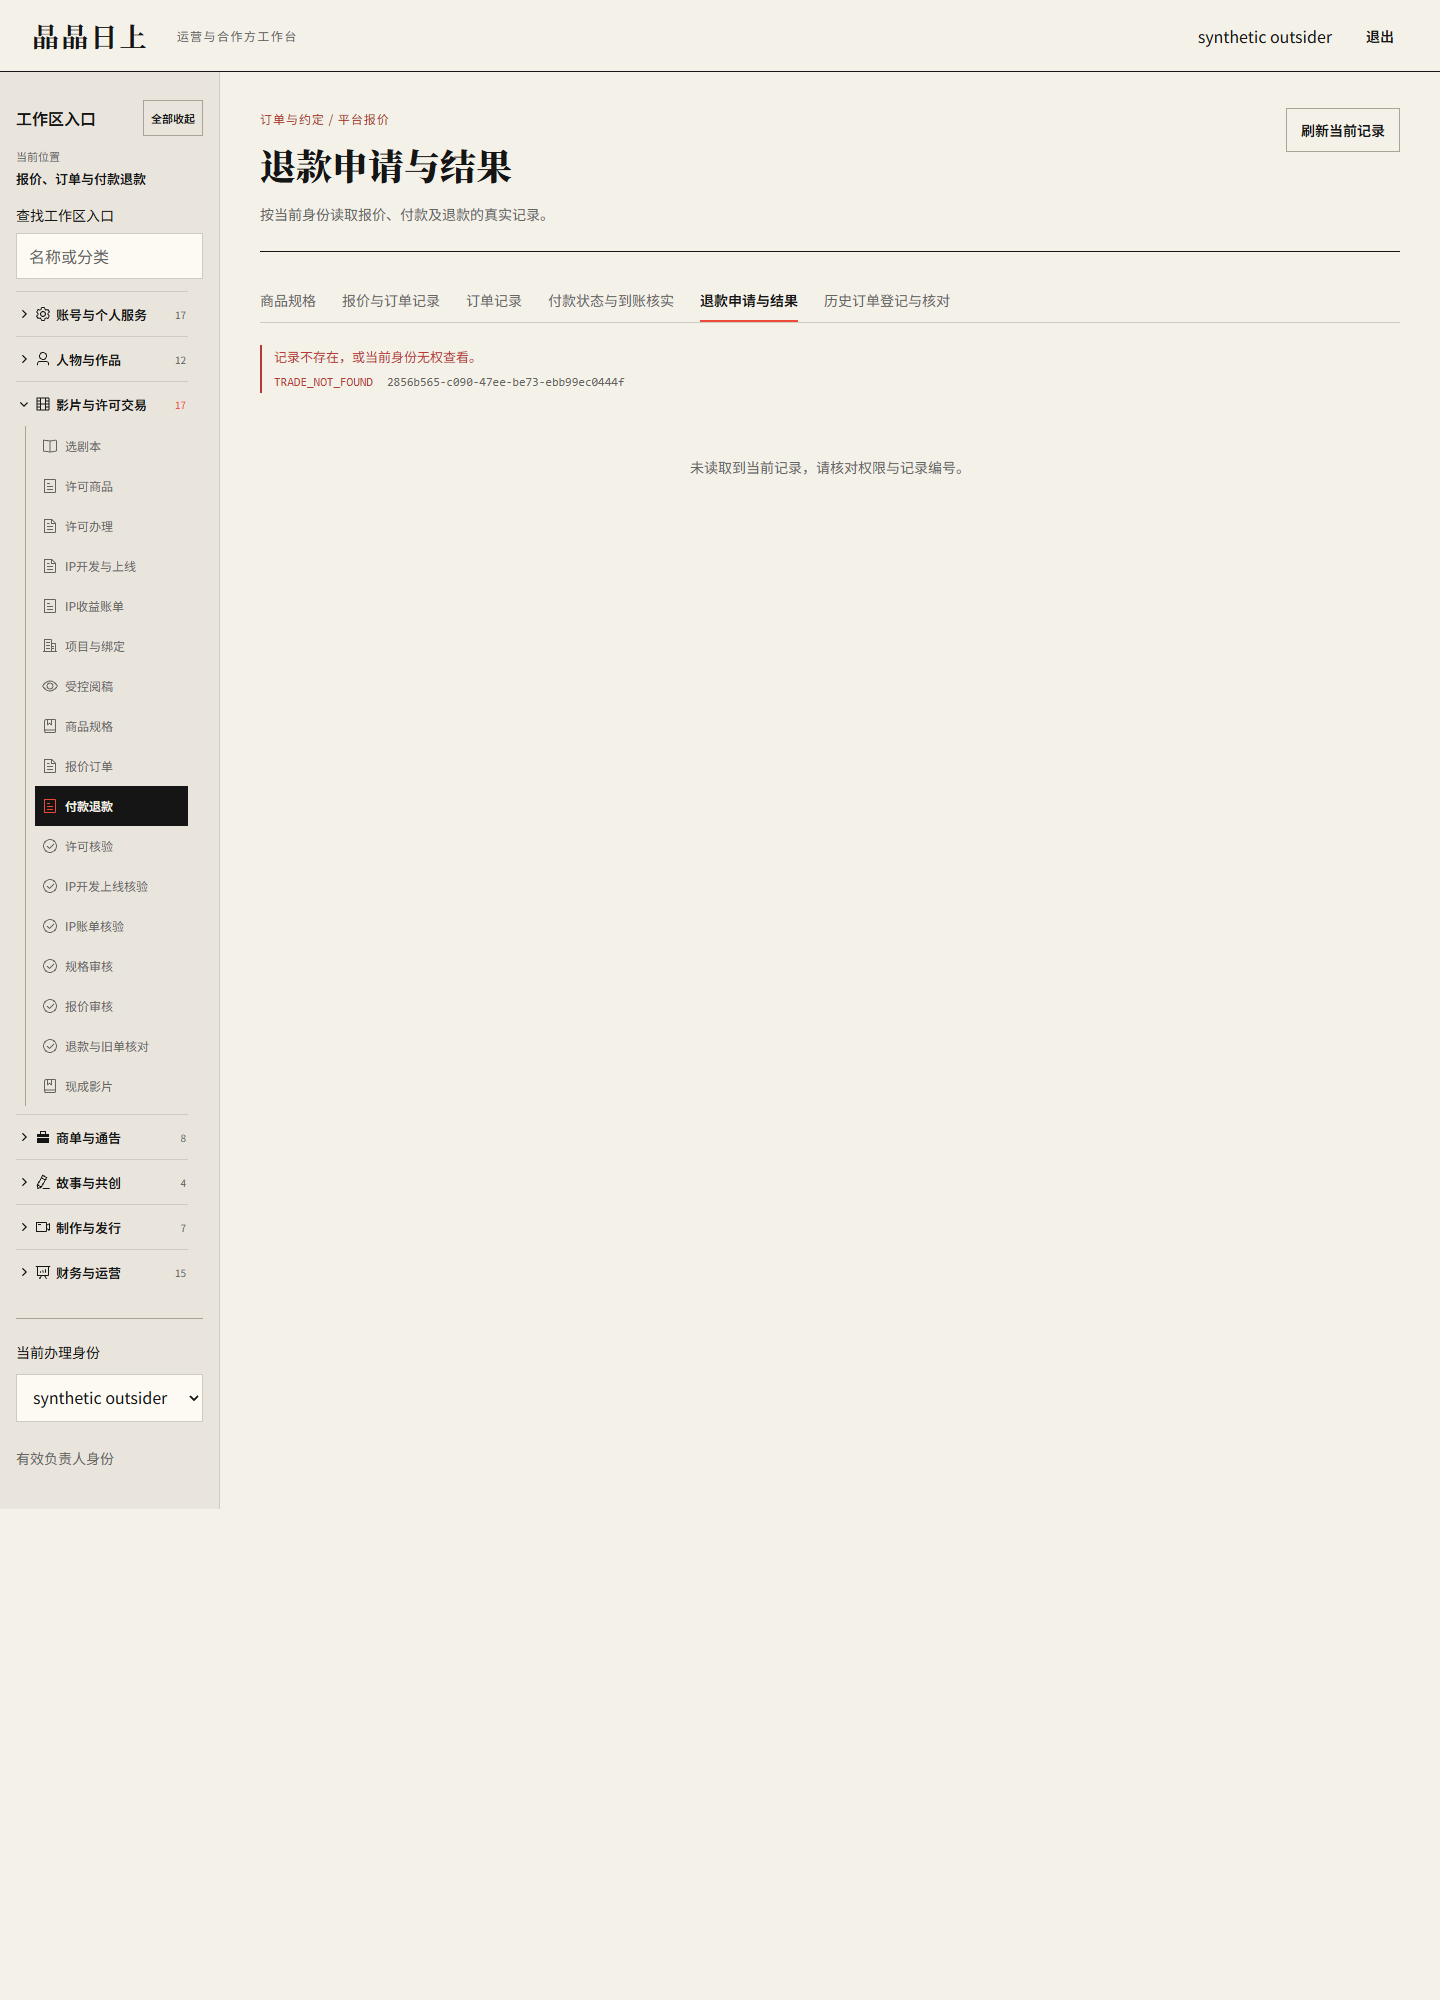 晶晶日上
运营与合作方工作台
synthetic outsider
退出
工作区入口
全部收起
当前位置
报价、订单与付款退款
查找工作区入口
名称或分类
账号与个人服务 17
人物与作品 12
影片与许可交易 17
选剧本
许可商品
许可办理
IP开发与上线
IP收益账单
项目与绑定
受控阅稿
商品规格
报价订单
付款退款
许可核验
IP开发上线核验
IP账单核验
规格审核
报价审核
退款与旧单核对
现成影片
商单与通告 8
故事与共创 4
制作与发行 7
财务与运营 15
当前办理身份
synthetic outsider
有效负责人身份
订单与约定 / 平台报价
退款申请与结果
按当前身份读取报价、付款及退款的真实记录。
刷新当前记录
商品规格 报价与订单记录 订单记录 付款状态与到账核实 退款申请与结果 历史订单登记与核对
记录不存在，或当前身份无权查看。
TRADE_NOT_FOUND 2856b565-c090-47ee-be73-ebb99ec0444f
未读取到当前记录，请核对权限与记录编号。